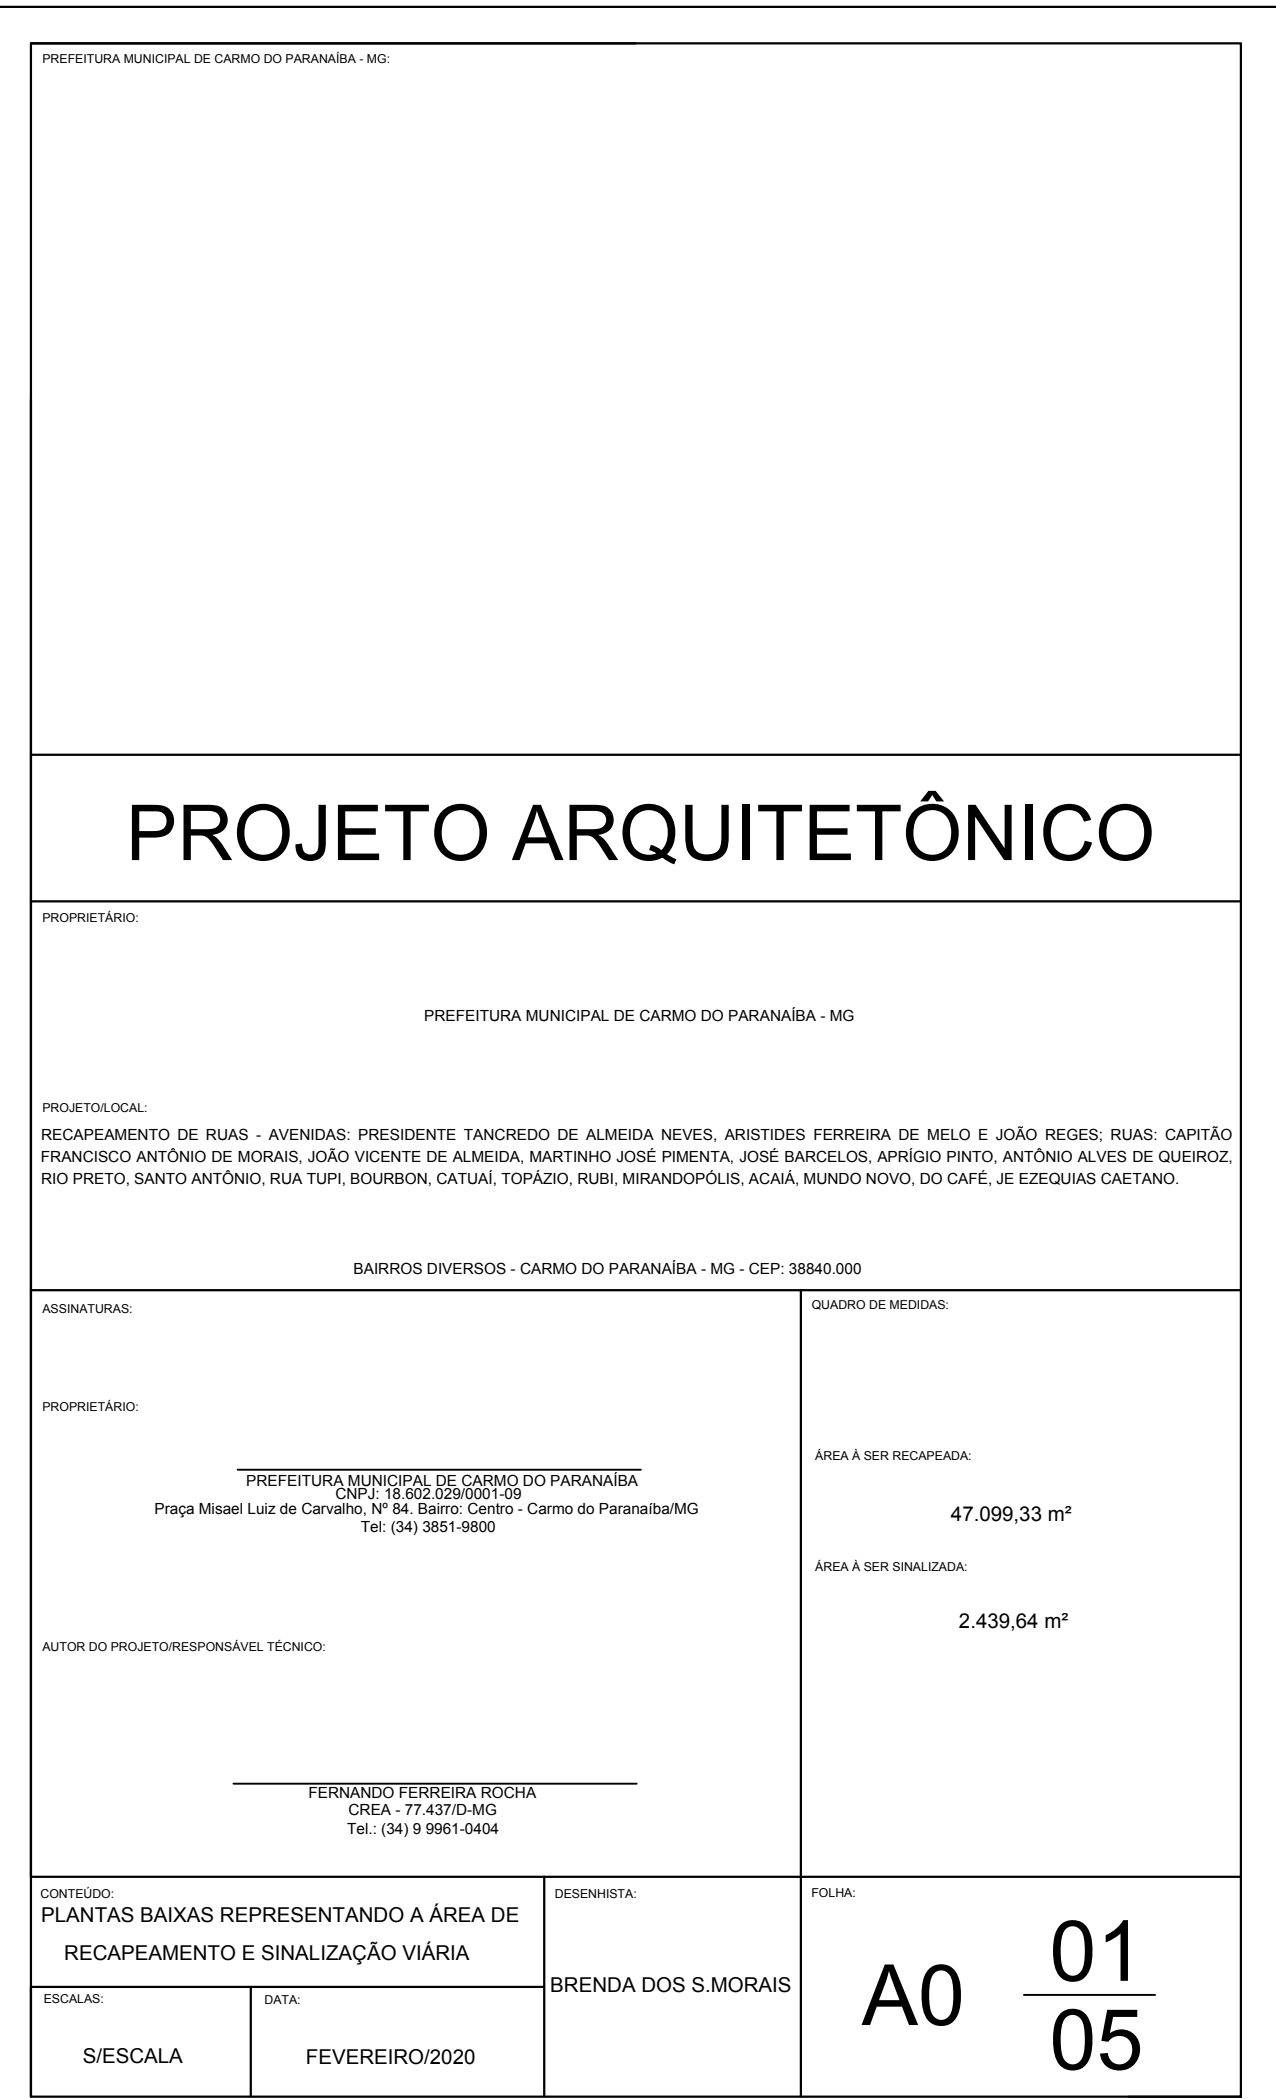 PREFEITURA MUNICIPAL DE CARMO DO PARANAÍBA - MG:
PROJETO ARQUITETÔNICO
PROPRIETÁRIO:
PREFEITURA MUNICIPAL DE CARMO DO PARANAÍBA - MG
PROJETO/LOCAL:
RECAPEAMENTO DE RUAS - AVENIDAS: PRESIDENTE TANCREDO DE ALMEIDA NEVES, ARISTIDES FERREIRA DE MELO E JOÃO REGES; RUAS: CAPITÃO
FRANCISCO ANTÔNIO DE MORAIS, JOÃO VICENTE DE ALMEIDA, MARTINHO JOSÉ PIMENTA, JOSÉ BARCELOS, APRÍGIO PINTO, ANTÔNIO ALVES DE QUEIROZ,
RIO PRETO, SANTO ANTÔNIO, RUA TUPI, BOURBON, CATUAÍ, TOPÁZIO, RUBI, MIRANDOPÓLIS, ACAIÁ, MUNDO NOVO, DO CAFÉ, JE EZEQUIAS CAETANO.
BAIRROS DIVERSOS - CARMO DO PARANAÍBA - MG - CEP: 38840.000
ASSINATURAS:
PROPRIETÁRIO:
PREFEITURA MUNICIPAL DE CARMO DO PARANAÍBA
CNPJ: 18.602.029/0001-09
Praça Misael Luiz de Carvalho, Nº 84. Bairro: Centro - Carmo do Paranaíba/MG
Tel: (34) 3851-9800
AUTOR DO PROJETO/RESPONSÁVEL TÉCNICO:
FERNANDO FERREIRA ROCHA
CREA - 77.437/D-MG
Tel.: (34) 9 9961-0404
QUADRO DE MEDIDAS:
ÁREA À SER RECAPEADA:
47.099,33 m²
ÁREA À SER SINALIZADA:
2.439,64 m²
CONTEÚDO:
PLANTAS BAIXAS REPRESENTANDO A ÁREA DE
RECAPEAMENTO E SINALIZAÇÃO VIÁRIA
ESCALAS:
S/ESCALA
DATA:
FEVEREIRO/2020
DESENHISTA:
BRENDA DOS S.MORAIS
FOLHA:
A0
01
05